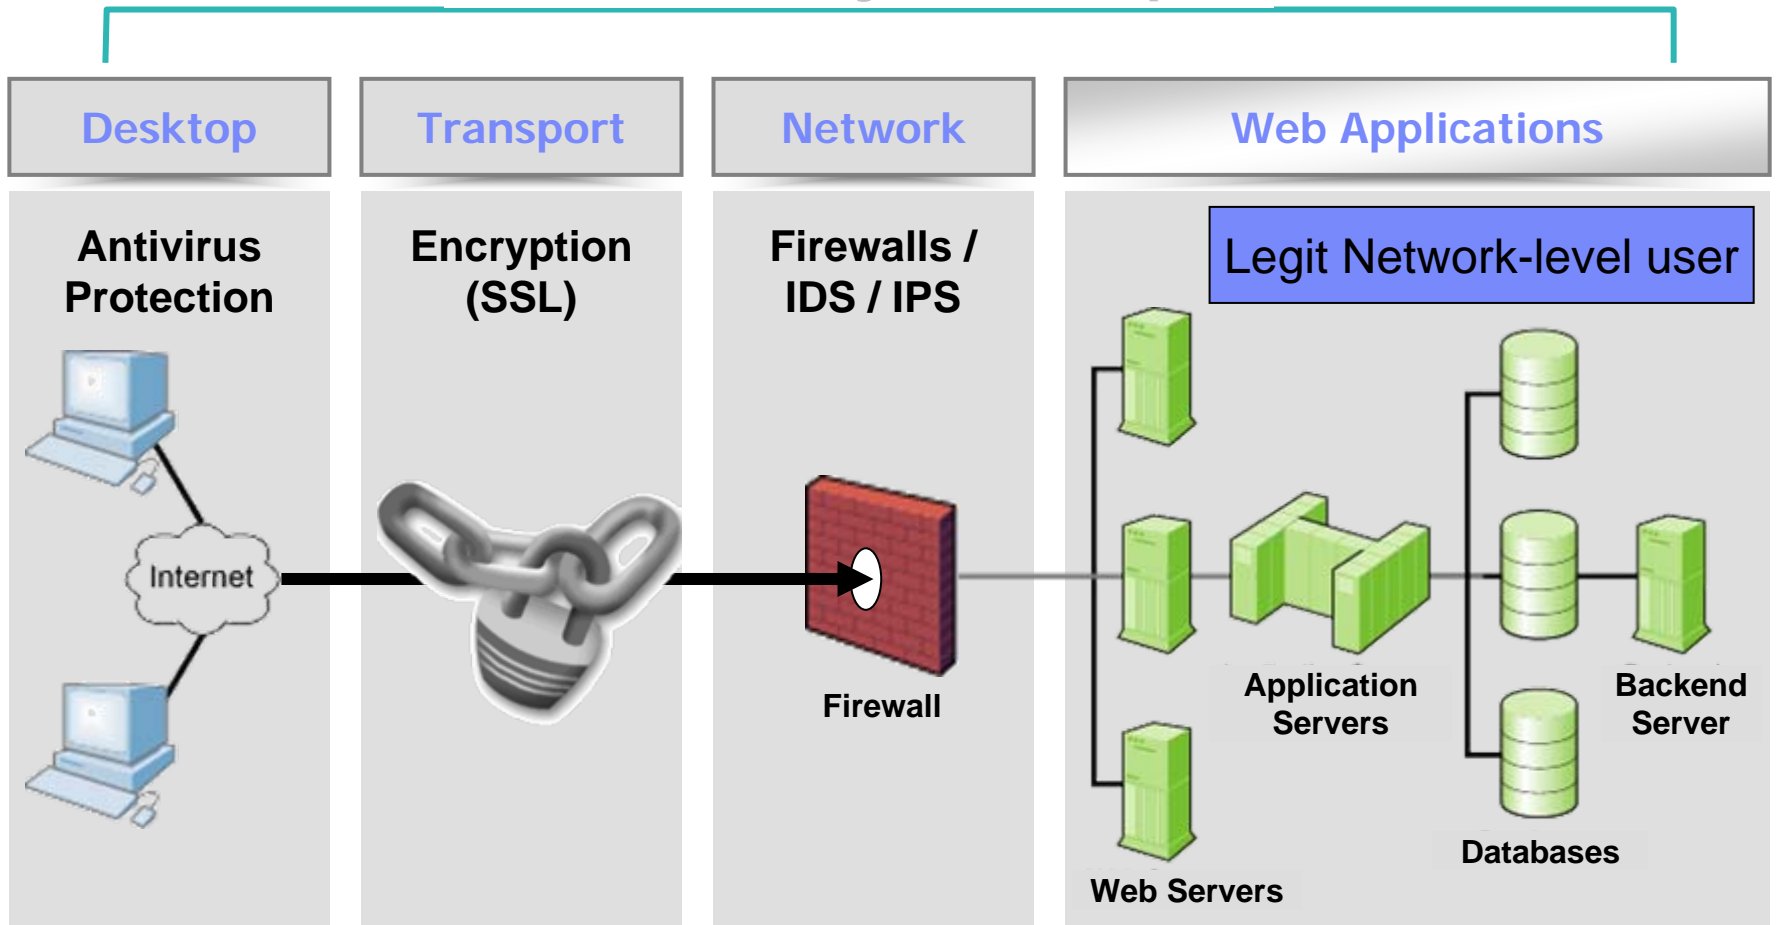 Desktop
Transport
Network
Web Applications
Antivirus
Protection
Encryption
(SSL)
Firewalls /
IDS / IPS
Legit Network-level user
Internet
Firewall
Application
Servers
Backend
Server
Databases
Web Servers